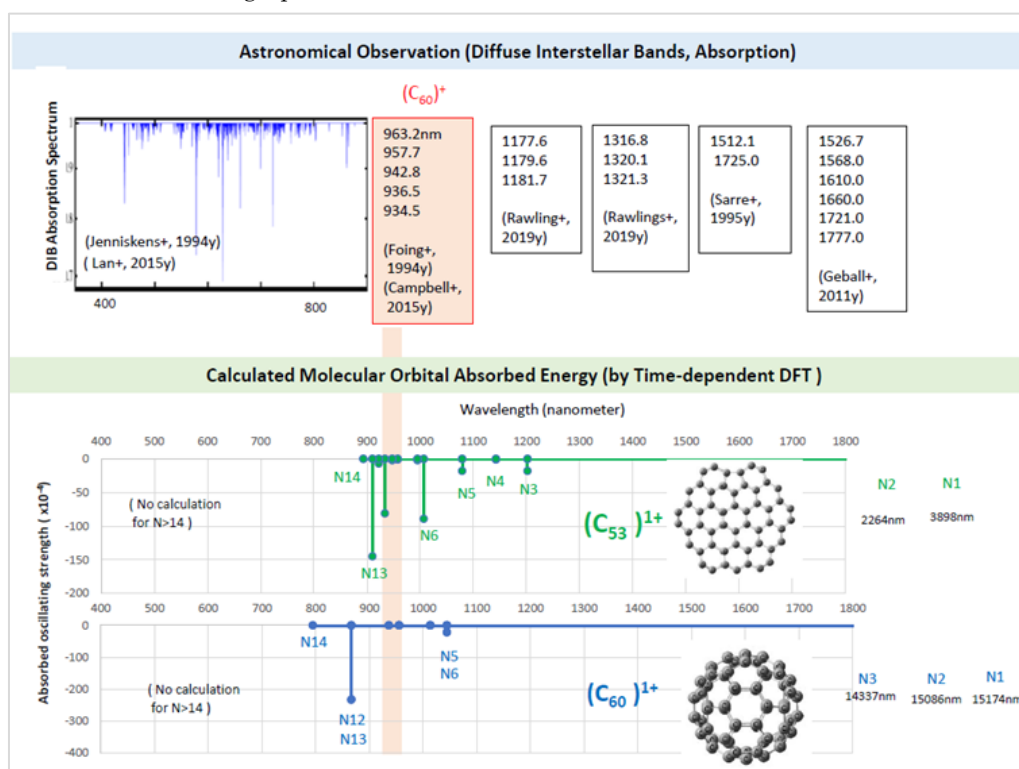 Astronomical Observation (Diffuse Interstellar Bands, Absorption)
(C60)+
DIB Absorption Spectrum
(Jenniskens+, 1994y)
( Lan+, 2015y)
400 800
963.2nm
957.7
942.8
936.5
934.5
(Foing+,
1994y)
(Campbell+,
2015y)
1177.6
1179.6
1181.7
(Rawling+,
2019y)
1316.8
1320.1
1321.3
(Rawlings+,
2019y)
1512.1
1725.0
(Sarre+,
1995y)
1526.7
1568.0
1610.0
1660.0
1721.0
1777.0
(Geball+,
2011y)
Calculated Molecular Orbital Absorbed Energy (by Time-dependent DFT )
Wavelength (nanometer)
400 500 600 700 800 900 1000 1100 1200 1300 1400 1500 1600 1700 1800
Absorbed oscillating strength ( x10⁻⁴)
0
-50
-100
-150
-200
( No calculation
for N>14 )
N14
N13
N6
N5
N4
N3
(C53 )1+
N2
2264nm
N1
3898nm
400 500 600 700 800 900 1000 1100 1200 1300 1400 1500 1600 1700 1800
0
-100
-200
-300
-400
( No calculation
for N>14 )
N14
N12
N13
N5
N6
(C60 )1+
N3
14337nm
N2
15086nm
N1
15174nm